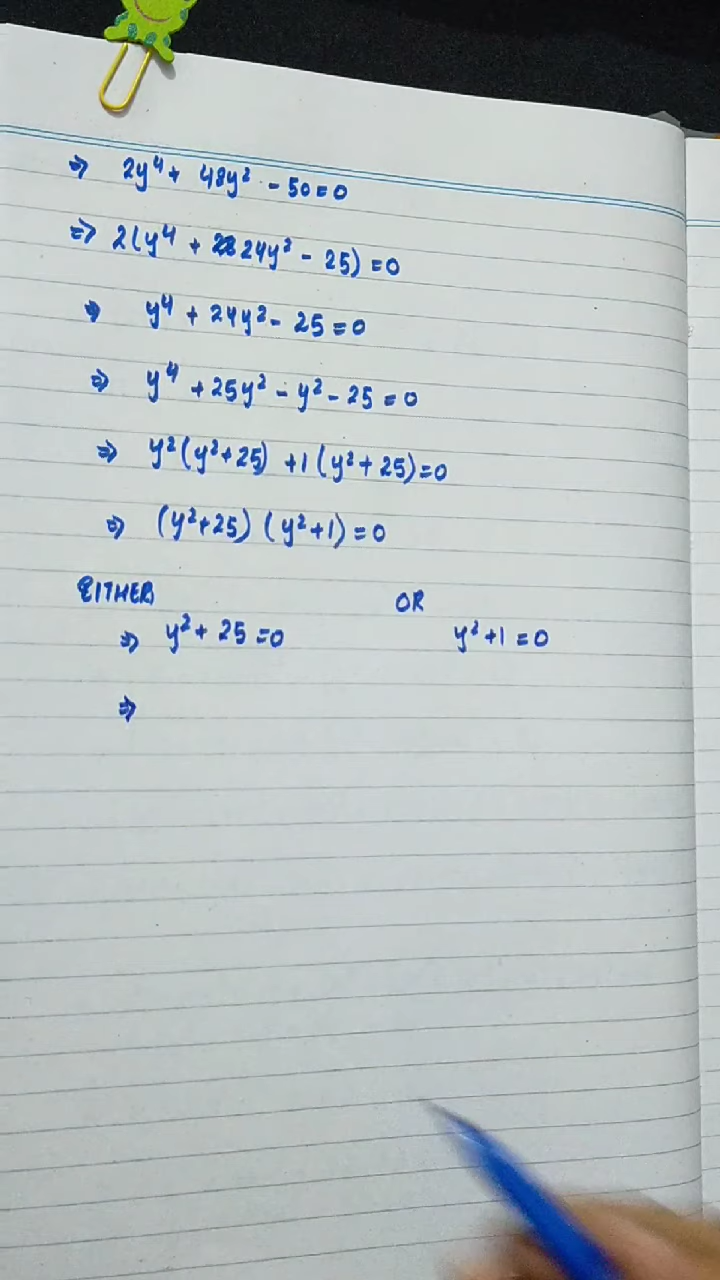 ⇒ 2y⁴ + 48y² - 50 = 0
⇒ 2(y⁴ + 24y² - 25) = 0
⇒ y⁴ + 24y² - 25 = 0
⇒ y⁴ + 25y² - y² - 25 = 0
⇒ y²(y²+25) +1(y²+25) = 0
⇒ (y²+25) (y²+1) = 0
EITHER OR
⇒ y² + 25 = 0 y² +1 = 0
⇒